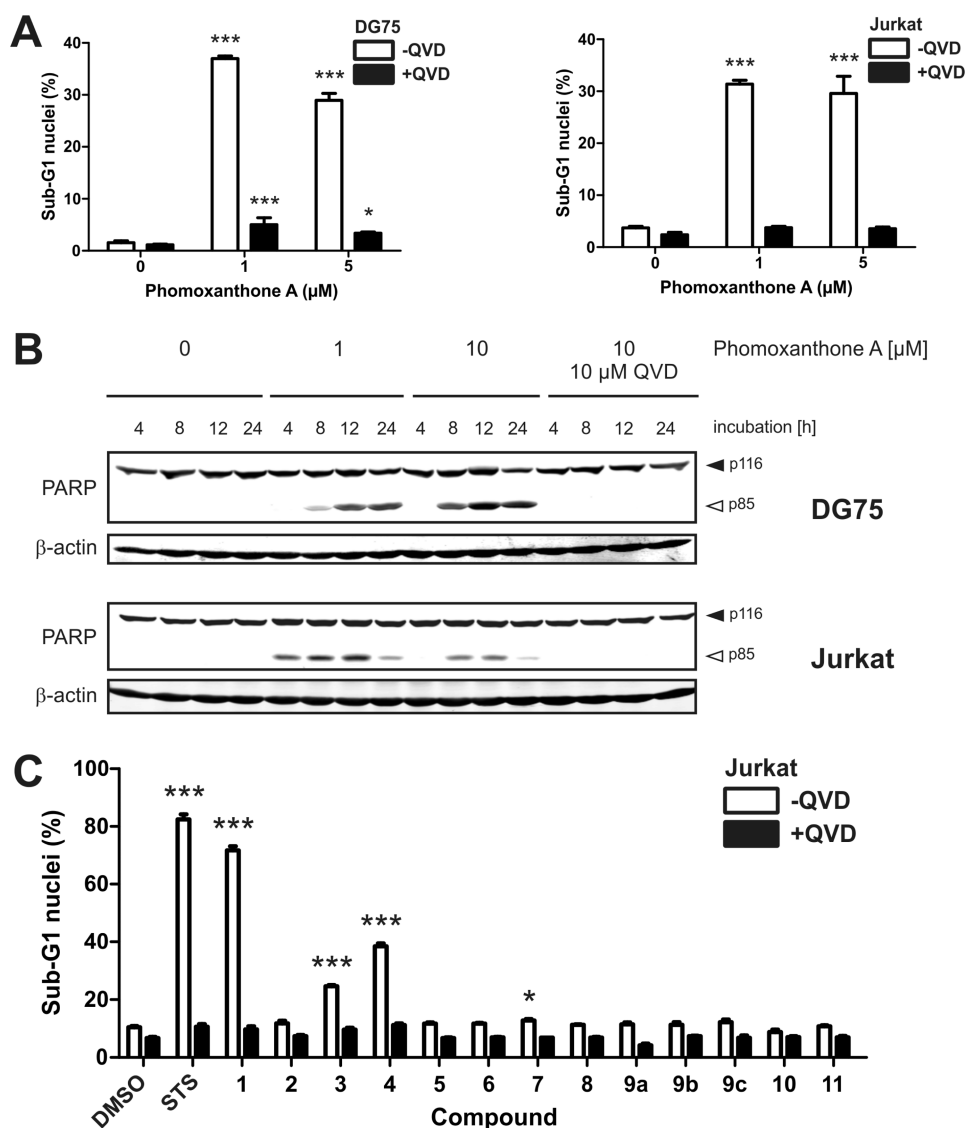 A
DG75
-QVD
+QVD
Sub-G1 nuclei (%)
40
30
20
10
0
***
***
***
*
0 1 5
Phomoxanthone A (µM)
Jurkat
-QVD
+QVD
Sub-G1 nuclei (%)
40
30
20
10
0
***
***
0 1 5
Phomoxanthone A (µM)
B
0 1 10 10 Phomoxanthone A [µM]
10 µM QVD
4 8 12 24 4 8 12 24 4 8 12 24 4 8 12 24 incubation [h]
PARP
p116
p85
DG75
β-actin
PARP
p116
p85
Jurkat
β-actin
C
Jurkat
-QVD
+QVD
Sub-G1 nuclei (%)
100
80
60
40
20
0
***
***
***
***
*
DMSO STS 1 2 3 4 5 6 7 8 9a 9b 9c 10 11
Compound